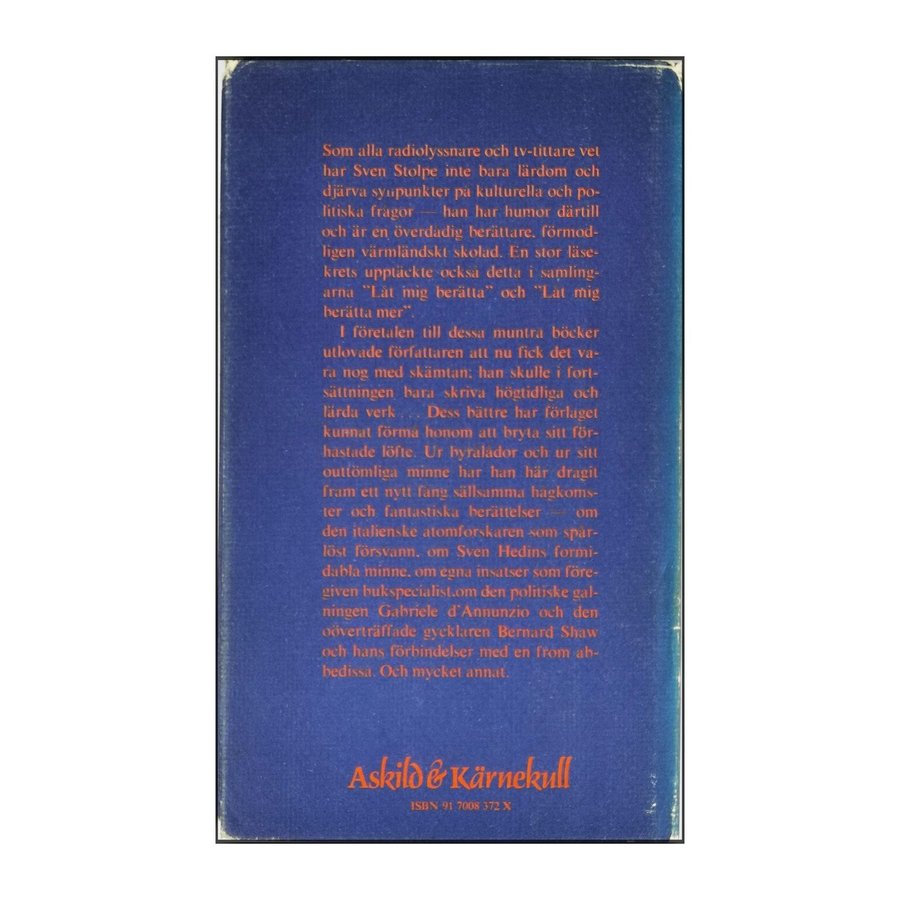 Som alla radiolyssnare och tv-tittare vet
har Sven Stolpe inte bara lärdom och
djärva synpunkter på kulturella och po-
litiska frågor — han har humor därtill
och är en överdådig berättare, förmod-
ligen värmländskt skolad. En stor läse-
krets upptäckte också detta i samling-
arna "Låt mig berätta" och "Låt mig
berätta mer".
I företalen till dessa muntra böcker
utlovade författaren att nu fick det va-
ra nog med skämtan; han skulle i fort-
sättningen bara skriva högtidliga och
lärda verk ... Dess bättre har förlaget
kunnat förmå honom att bryta sitt för-
hastade löfte. Ur byrålådor och ur sitt
outtömliga minne har han här dragit
fram ett nytt fång sällsamma hågkoms-
ter och fantastiska berättelser — om
den italienske atomforskaren som spår-
löst försvann, om Sven Hedins formi-
dabla minne, om egna insatser som före-
given bukspecialist,om den politiske gal-
ningen Gabriele d'Annunzio och den
oöverträffade gycklaren Bernard Shaw
och hans förbindelser med en from ab-
bedissa. Och mycket annat.
Askild & Kärnekull
ISBN 91 7008 372 X